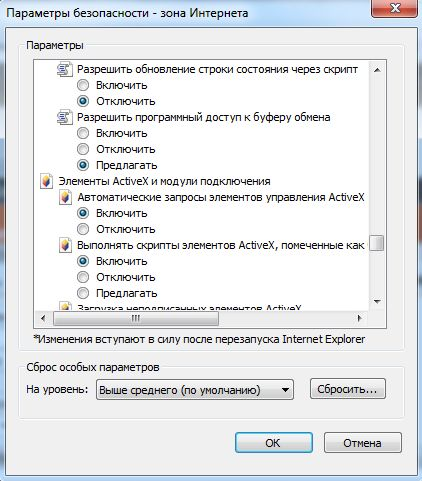 Параметры безопасности - зона Интернета
Параметры
Разрешить обновление строки состояния через скрипт
Включить
Отключить
Разрешить программный доступ к буферу обмена
Включить
Отключить
Предлагать
Элементы ActiveX и модули подключения
Автоматические запросы элементов управления ActiveX
Включить
Отключить
Выполнять скрипты элементов ActiveX, помеченные как
Включить
Отключить
Предлагать
Загрузка неподписанных элементов ActiveX
*Изменения вступают в силу после перезапуска Internet Explorer
Сброс особых параметров
На уровень: Выше среднего (по умолчанию) Сбросить...
ОК Отмена